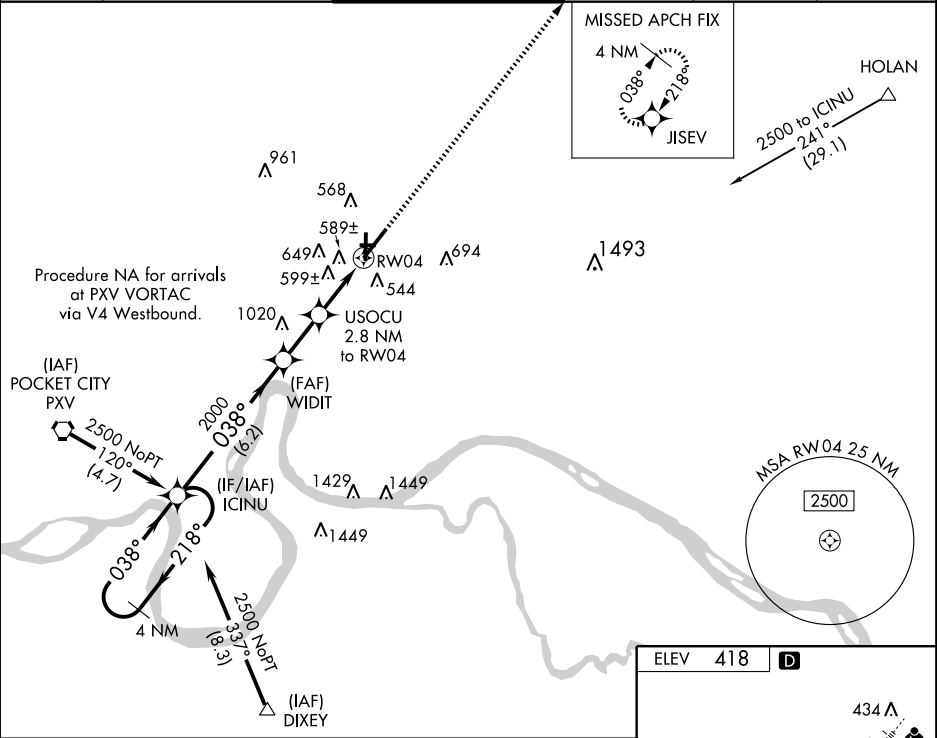 MISSED APCH FIX
4 NM
038°
218°
JISEV
HOLAN
2500 to ICINU
241°
(29.1)
961
568
589±
649
599±
RW04
694
544
1493
Procedure NA for arrivals
at PXV VORTAC
via V4 Westbound.
1020
USOCU
2.8 NM
to RW04
(IAF)
POCKET CITY
PXV
(FAF)
WIDIT
2000
038°
(6.2)
2500 NoPT
120°
(4.7)
(IF/IAF)
ICINU
1429
1449
1449
MSA RW04 25 NM
2500
038°
218°
4 NM
2500 NoPT
337°
(8.3)
(IAF)
DIXEY
ELEV 418 D
434